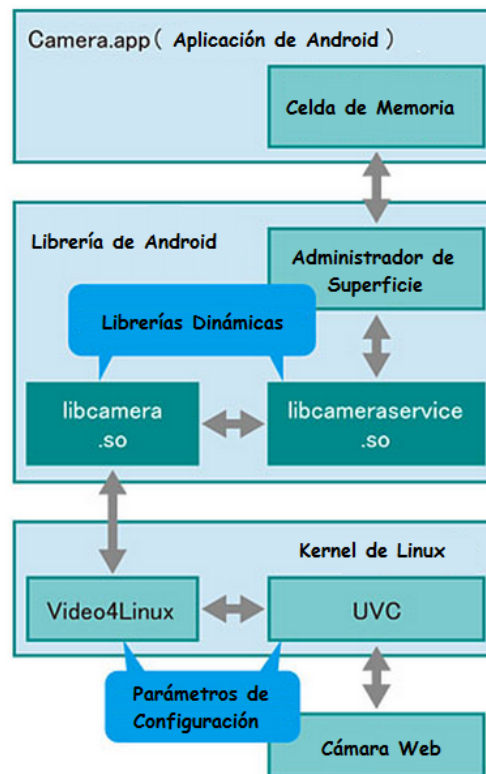 Camera.app ( Aplicación de Android )
Celda de Memoria
Librería de Android
Administrador de
Superficie
Librerías Dinámicas
libcamera
.so
libcameraservice
.so
Kernel de Linux
Video4Linux
UVC
Parámetros de
Configuración
Cámara Web